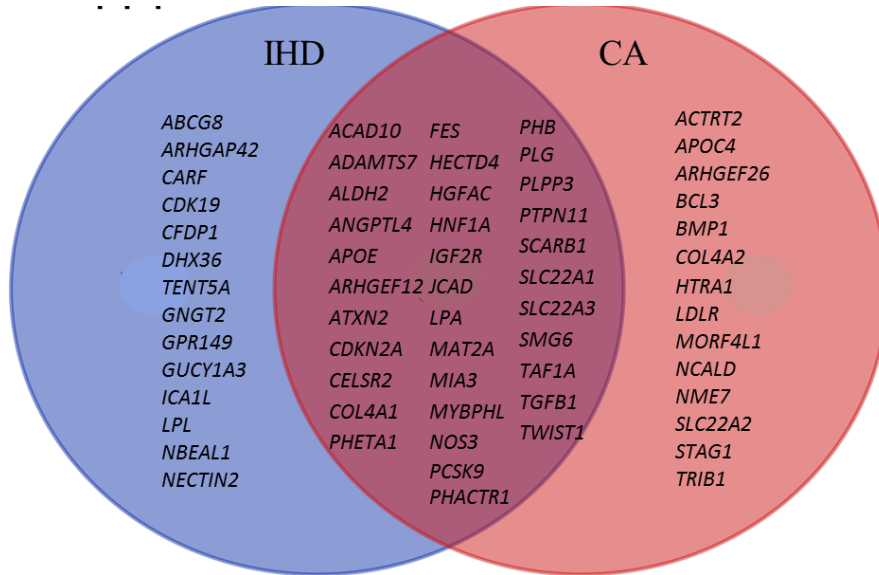 IHD
CA
ABCG8
ARHGAP42
CARF
CDK19
CFDP1
DHX36
TENT5A
GNGT2
GPR149
GUCY1A3
ICA1L
LPL
NBEAL1
NECTIN2
ACAD10
ADAMTS7
ALDH2
ANGPTL4
APOE
ARHGEF12
ATXN2
CDKN2A
CELSR2
COL4A1
PHETA1
FES
HECTD4
HGFAC
HNF1A
IGF2R
JCAD
LPA
MAT2A
MIA3
MYBPHL
NOS3
PCSK9
PHACTR1
PHB
PLG
PLPP3
PTPN11
SCARB1
SLC22A1
SLC22A3
SMG6
TAF1A
TGFB1
TWIST1
ACTRT2
APOC4
ARHGEF26
BCL3
BMP1
COL4A2
HTRA1
LDLR
MORF4L1
NCALD
NME7
SLC22A2
STAG1
TRIB1